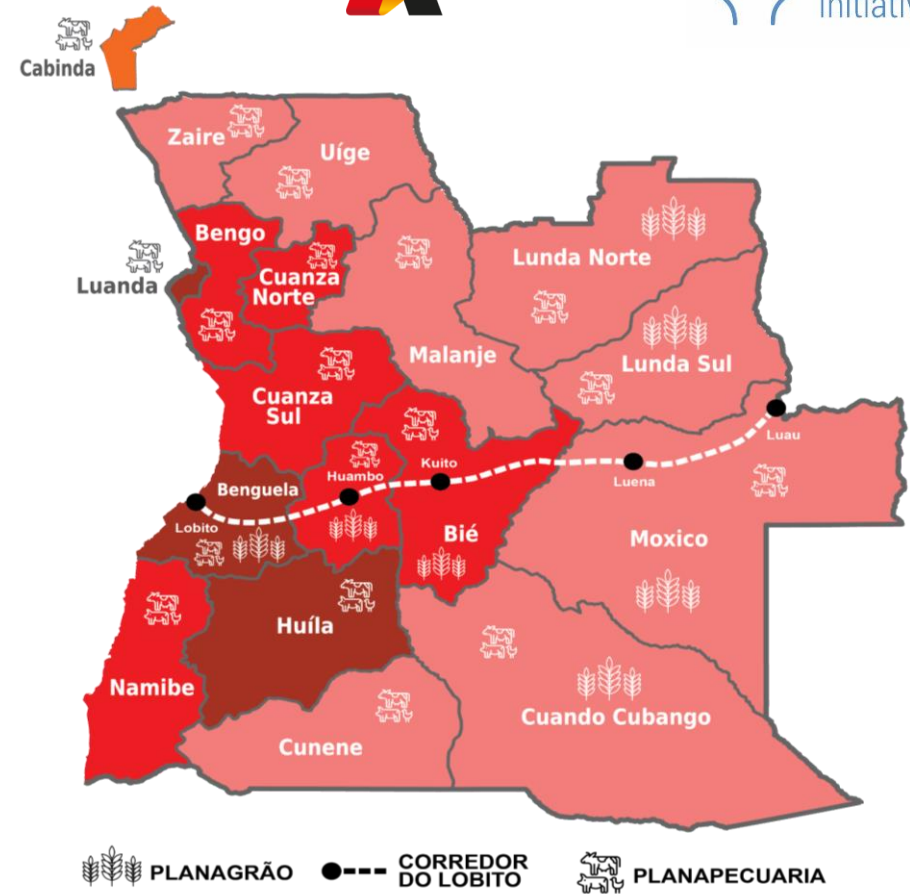 Initiativ
Cabinda
Zaire
Uíge
Bengo
Luanda
Cuanza
Norte
Lunda Norte
Malanje
Lunda Sul
Cuanza
Sul
Luau
Kuito
Huambo
Benguela
Luena
Lobito
Bié
Moxico
Huíla
Namibe
Cuando Cubango
Cunene
PLANAGRÃO
CORREDOR
DO LOBITO
PLANAPECUARIA